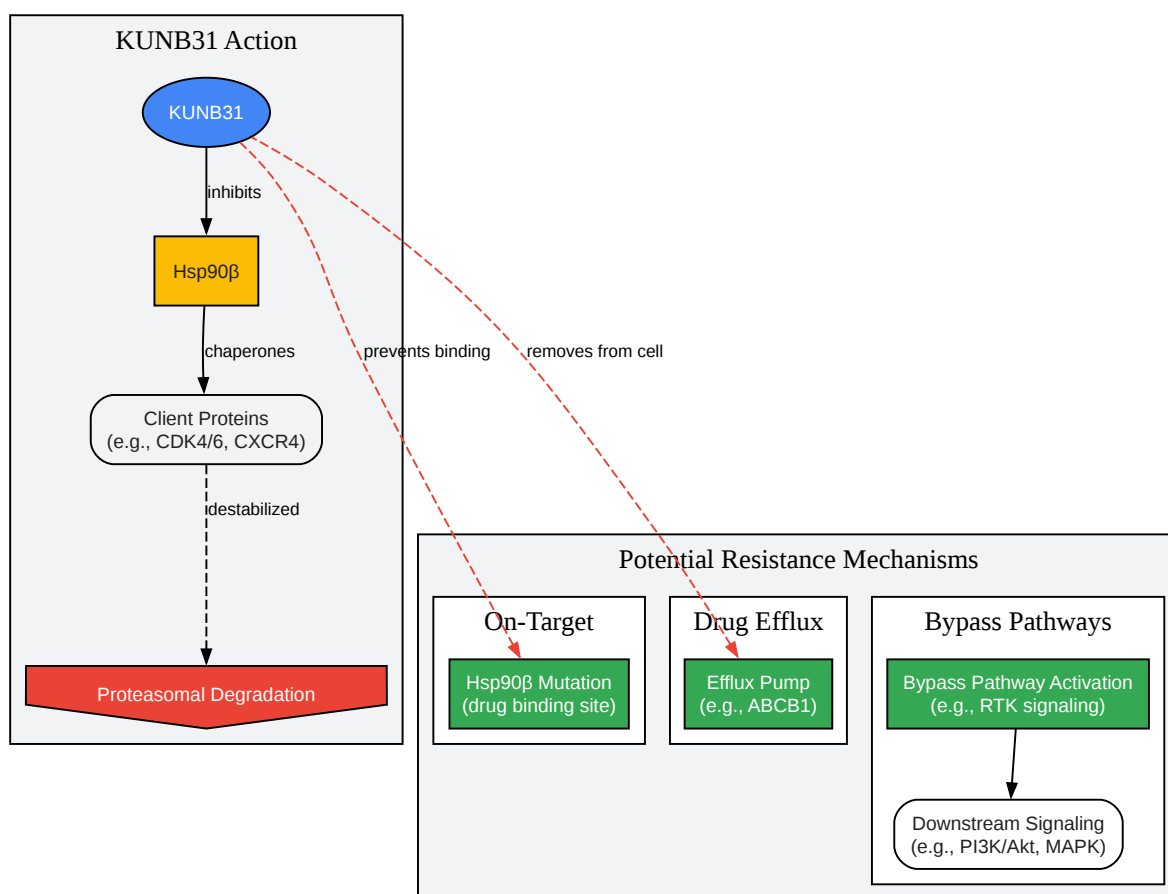 KUNB31 Action
KUNB31
inhibits
Hsp90β
chaperones
prevents binding
removes from cell
Client Proteins
(e.g., CDK4/6, CXCR4)
destabilized
Proteasomal Degradation
Potential Resistance Mechanisms
On-Target
Hsp90β Mutation
(drug binding site)
Drug Efflux
Efflux Pump
(e.g., ABCB1)
Bypass Pathways
Bypass Pathway Activation
(e.g., RTK signaling)
Downstream Signaling
(e.g., PI3K/Akt, MAPK)